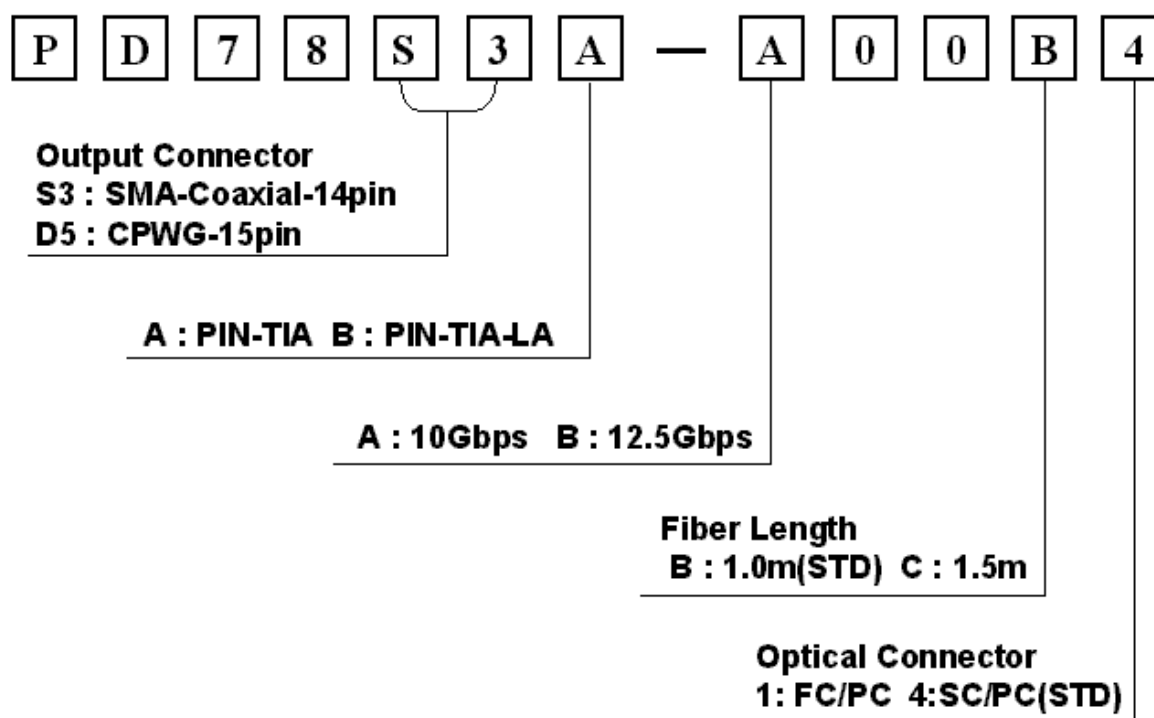 P D 7 8 S 3 A — A 0 0 B 4
Output Connector
S3 : SMA-Coaxial-14pin
D5 : CPWG-15pin
A : PIN-TIA B : PIN-TIA-LA
A : 10Gbps B : 12.5Gbps
Fiber Length
B : 1.0m(STD) C : 1.5m
Optical Connector
1: FC/PC 4:SC/PC(STD)